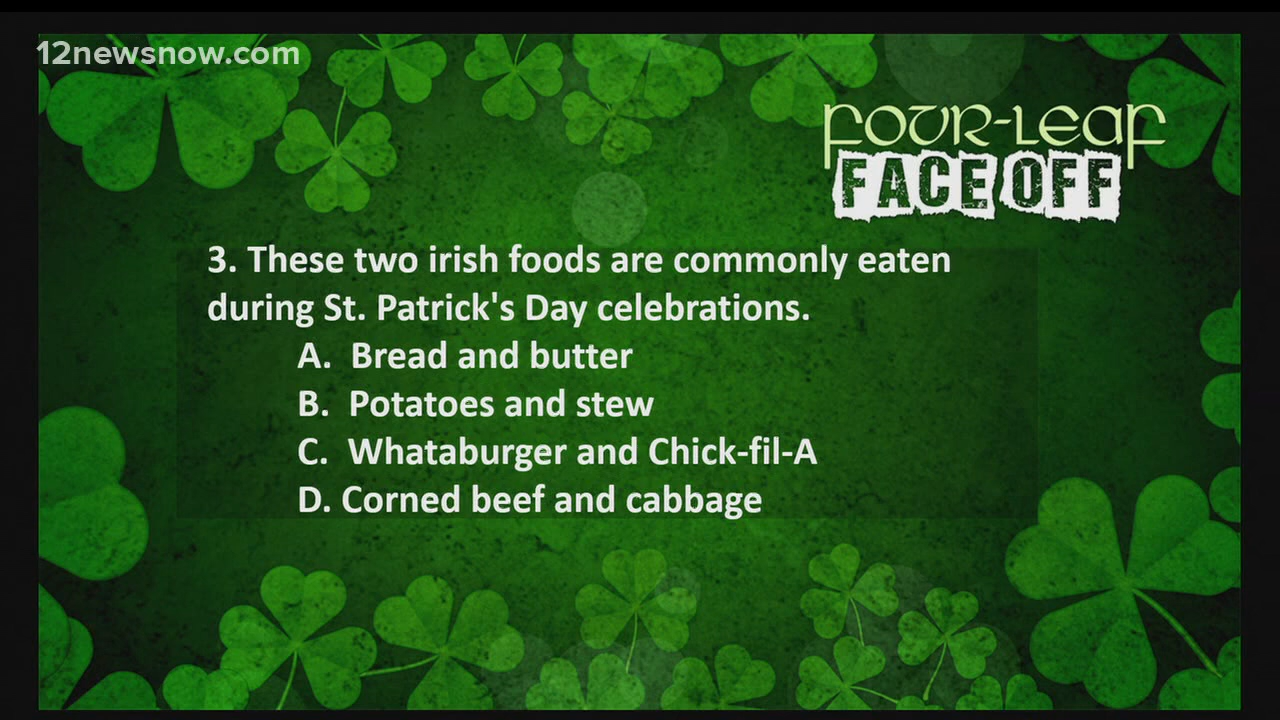 12newsnow.com
FOUR-LEAF
FACE OFF
3. These two irish foods are commonly eaten
during St. Patrick's Day celebrations.
A. Bread and butter
B. Potatoes and stew
C. Whataburger and Chick-fil-A
D. Corned beef and cabbage